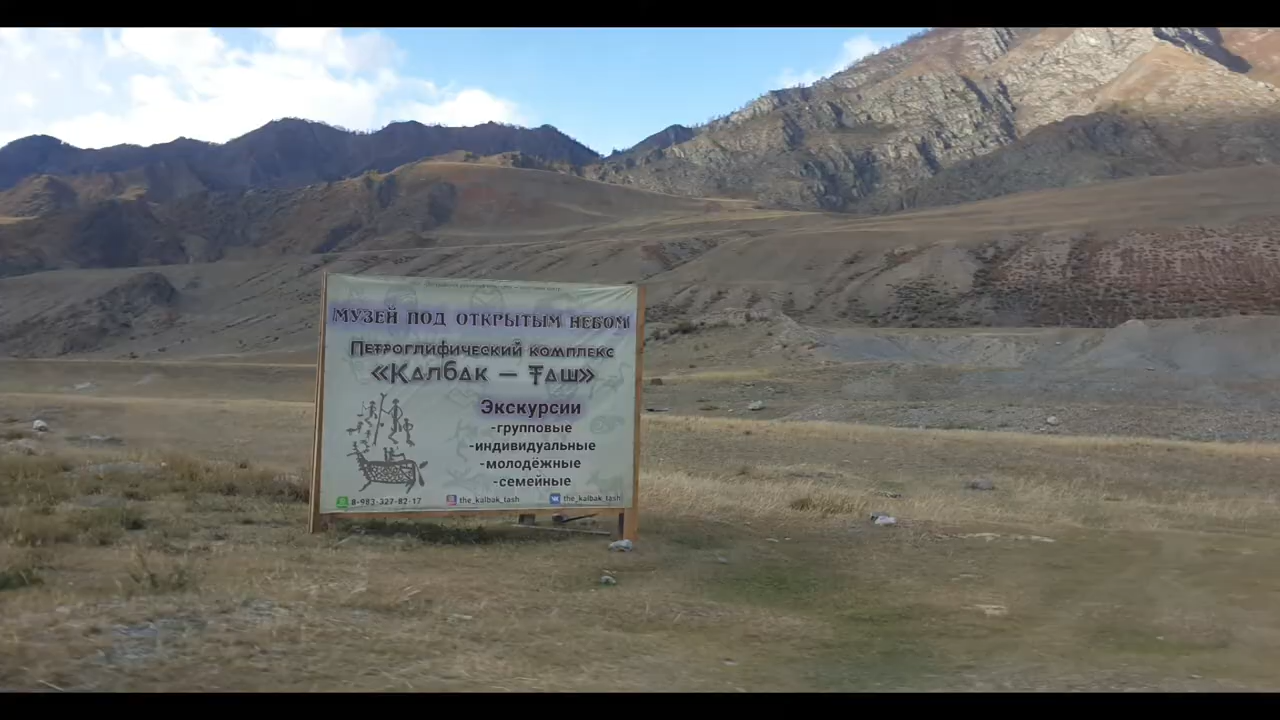 МУЗЕЙ ПОД ОТКРЫТЫМ НЕБОМ
ПЕТРОГЛИФИЧЕСКИЙ КОМПЛЕКС
«КАЛБАК – ТАШ»
Экскурсии
-групповые
-индивидуальные
-молодёжные
-семейные
8-983-327-82-17 the_kalbak_tash the_kalbak_tash